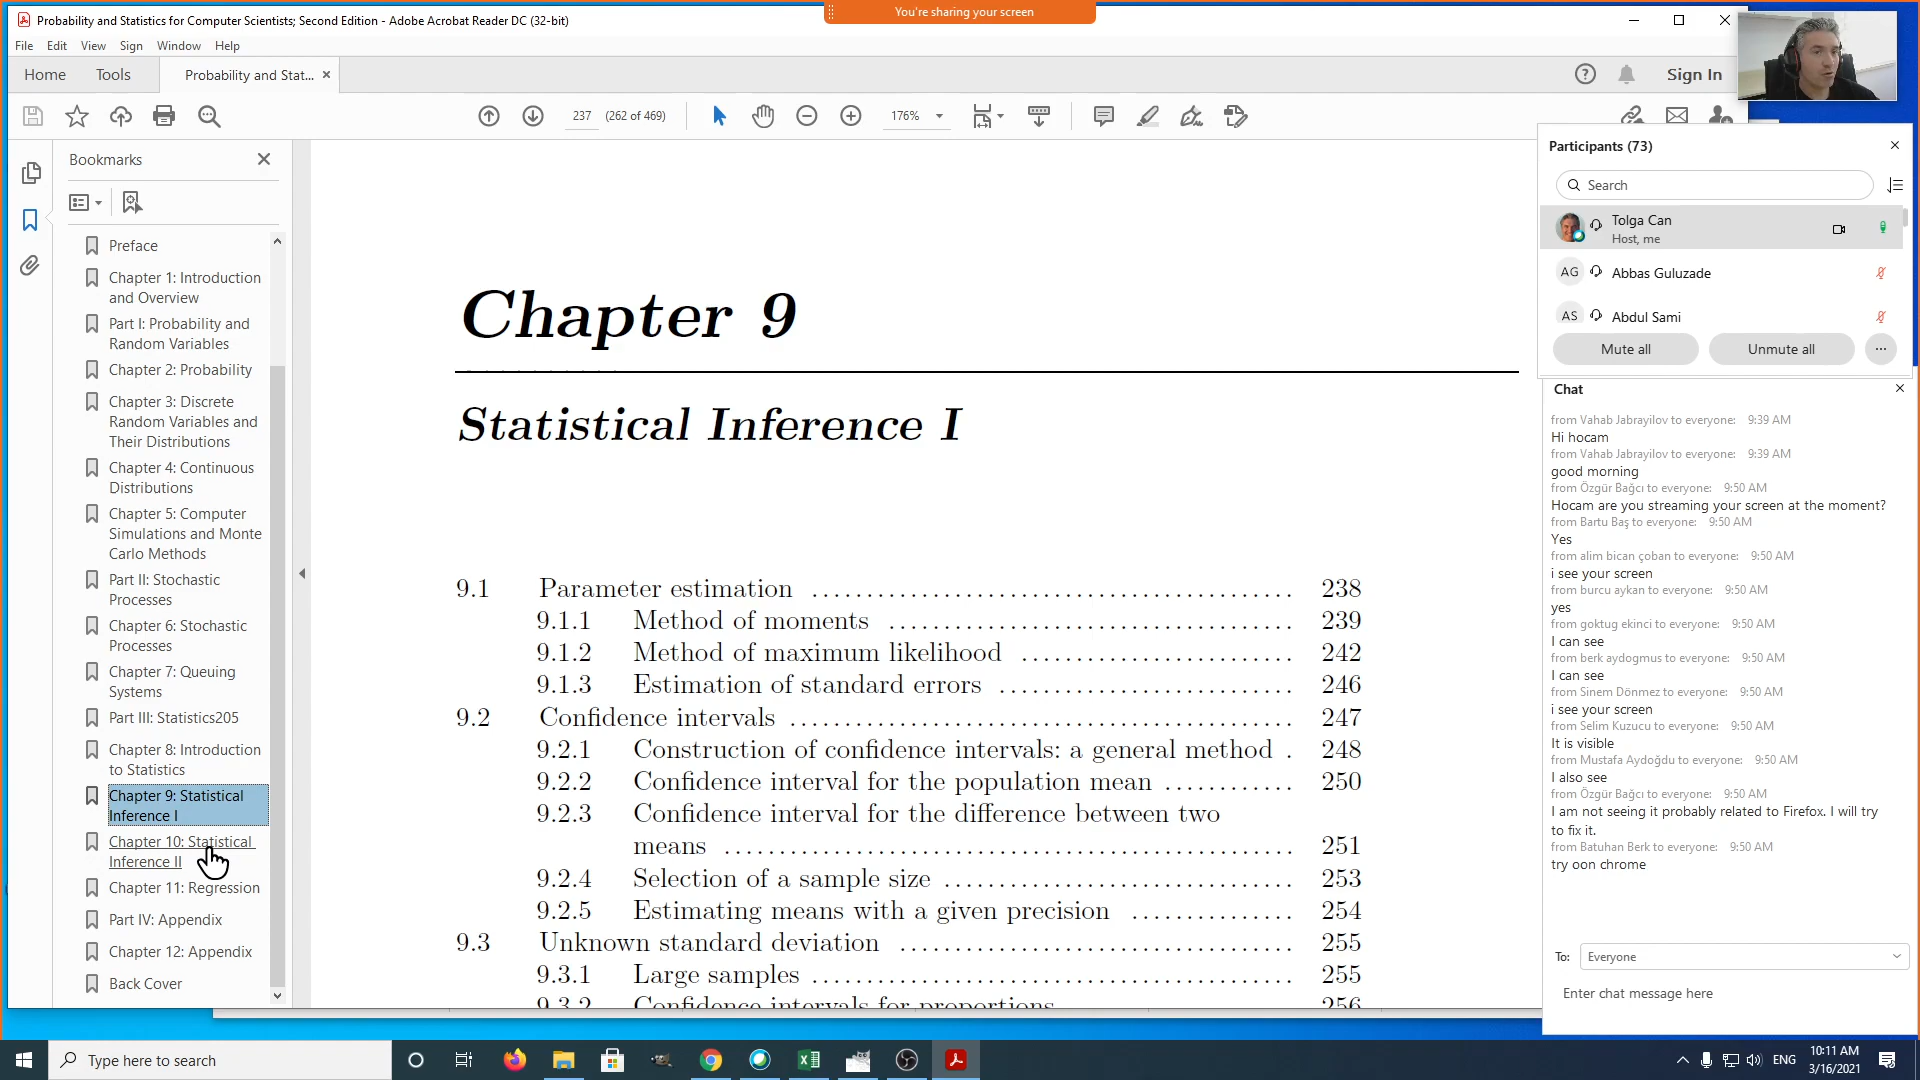 Probability and Statistics for Computer Scientists; Second Edition - Adobe Acrobat Reader DC (32-bit)
You're sharing your screen
File Edit View Sign Window Help
Home Tools Probability and Stat... ×
Sign In
237 (262 of 469) 176%
Bookmarks
Preface
Chapter 1: Introduction
and Overview
Part I: Probability and
Random Variables
Chapter 2: Probability
Chapter 3: Discrete
Random Variables and
Their Distributions
Chapter 4: Continuous
Distributions
Chapter 5: Computer
Simulations and Monte
Carlo Methods
Part II: Stochastic
Processes
Chapter 6: Stochastic
Processes
Chapter 7: Queuing
Systems
Part III: Statistics205
Chapter 8: Introduction
to Statistics
Chapter 9: Statistical
Inference I
Chapter 10: Statistical
Inference II
Chapter 11: Regression
Part IV: Appendix
Chapter 12: Appendix
Back Cover
Chapter 9
Statistical Inference I
9.1 Parameter estimation 238
9.1.1 Method of moments 239
9.1.2 Method of maximum likelihood 242
9.1.3 Estimation of standard errors 246
9.2 Confidence intervals 247
9.2.1 Construction of confidence intervals: a general method . 248
9.2.2 Confidence interval for the population mean 250
9.2.3 Confidence interval for the difference between two
means 251
9.2.4 Selection of a sample size 253
9.2.5 Estimating means with a given precision 254
9.3 Unknown standard deviation 255
9.3.1 Large samples 255
9.3.2 Confidence intervals for proportions 256
Participants (73)
Search
Tolga Can
Host, me
AG Abbas Guluzade
AS Abdul Sami
Mute all Unmute all ...
Chat
from Vahab Jabrayilov to everyone: 9:39 AM
Hi hocam
from Vahab Jabrayilov to everyone: 9:39 AM
good morning
from Özgür Bağcı to everyone: 9:50 AM
Hocam are you streaming your screen at the moment?
from Bartu Baş to everyone: 9:50 AM
Yes
from alim bican çoban to everyone: 9:50 AM
i see your screen
from burcu aykan to everyone: 9:50 AM
yes
from goktug ekinci to everyone: 9:50 AM
I can see
from berk aydogmus to everyone: 9:50 AM
I can see
from Sinem Dönmez to everyone: 9:50 AM
i see your screen
from Selim Kuzucu to everyone: 9:50 AM
It is visible
from Mustafa Aydoğdu to everyone: 9:50 AM
I also see
from Özgür Bağcı to everyone: 9:50 AM
I am not seeing it probably related to Firefox. I will try
to fix it.
from Batuhan Berk to everyone: 9:50 AM
try oon chrome
To: Everyone
Enter chat message here
Type here to search
ENG
10:11 AM
3/16/2021